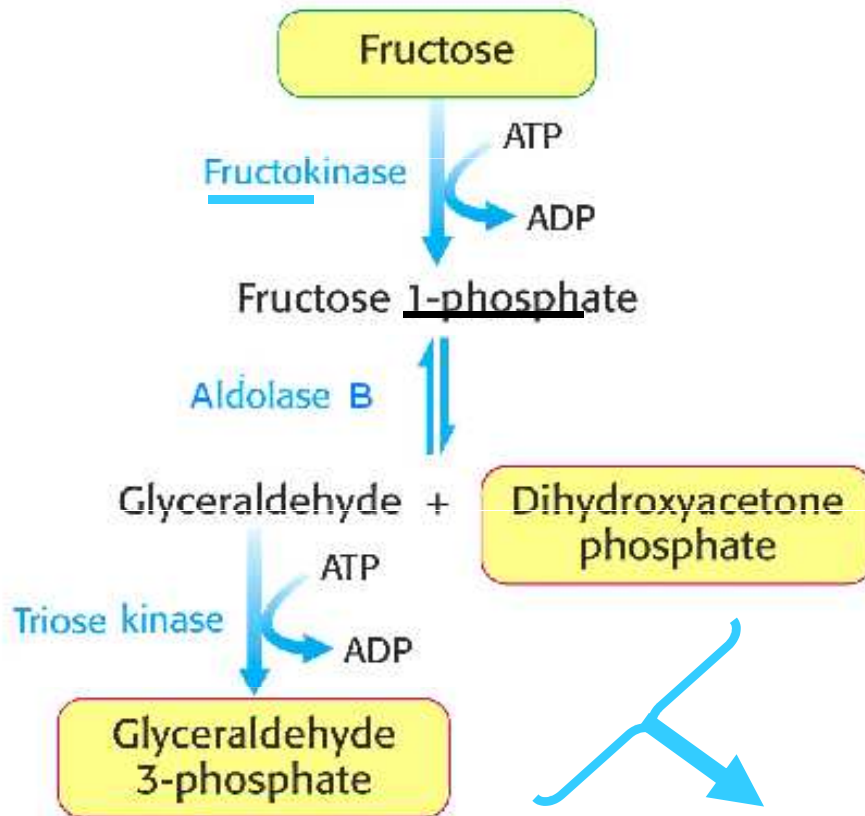 Fructose
ATP
Fructokinase
ADP
Fructose 1-phosphate
Aldolase B
Glyceraldehyde + Dihydroxyacetone
phosphate
ATP
Triose kinase
ADP
Glyceraldehyde
3-phosphate